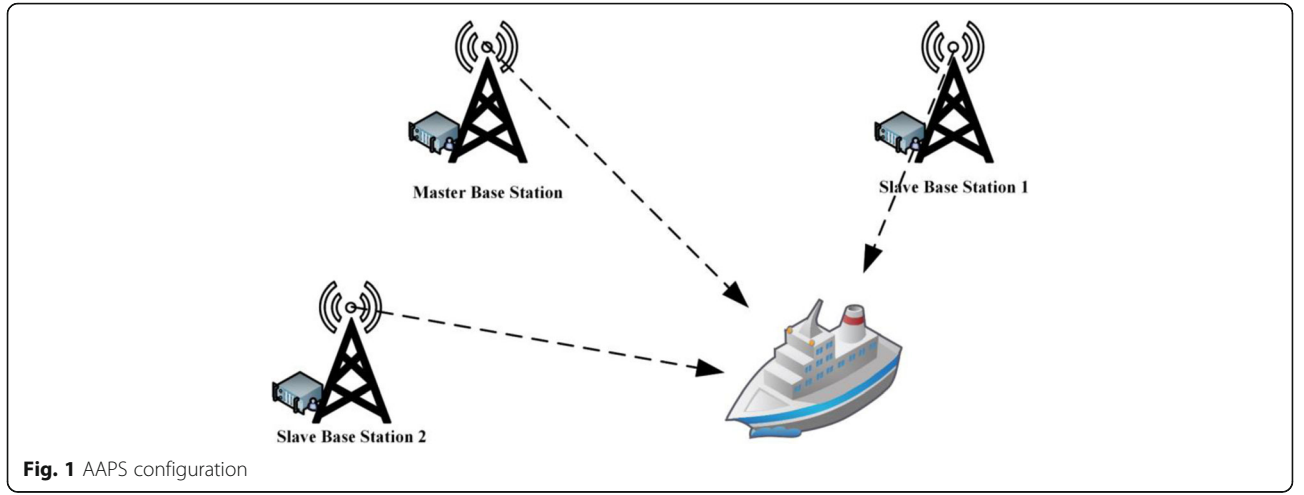 Master Base Station
Slave Base Station 1
Slave Base Station 2
Fig. 1 AAPS configuration